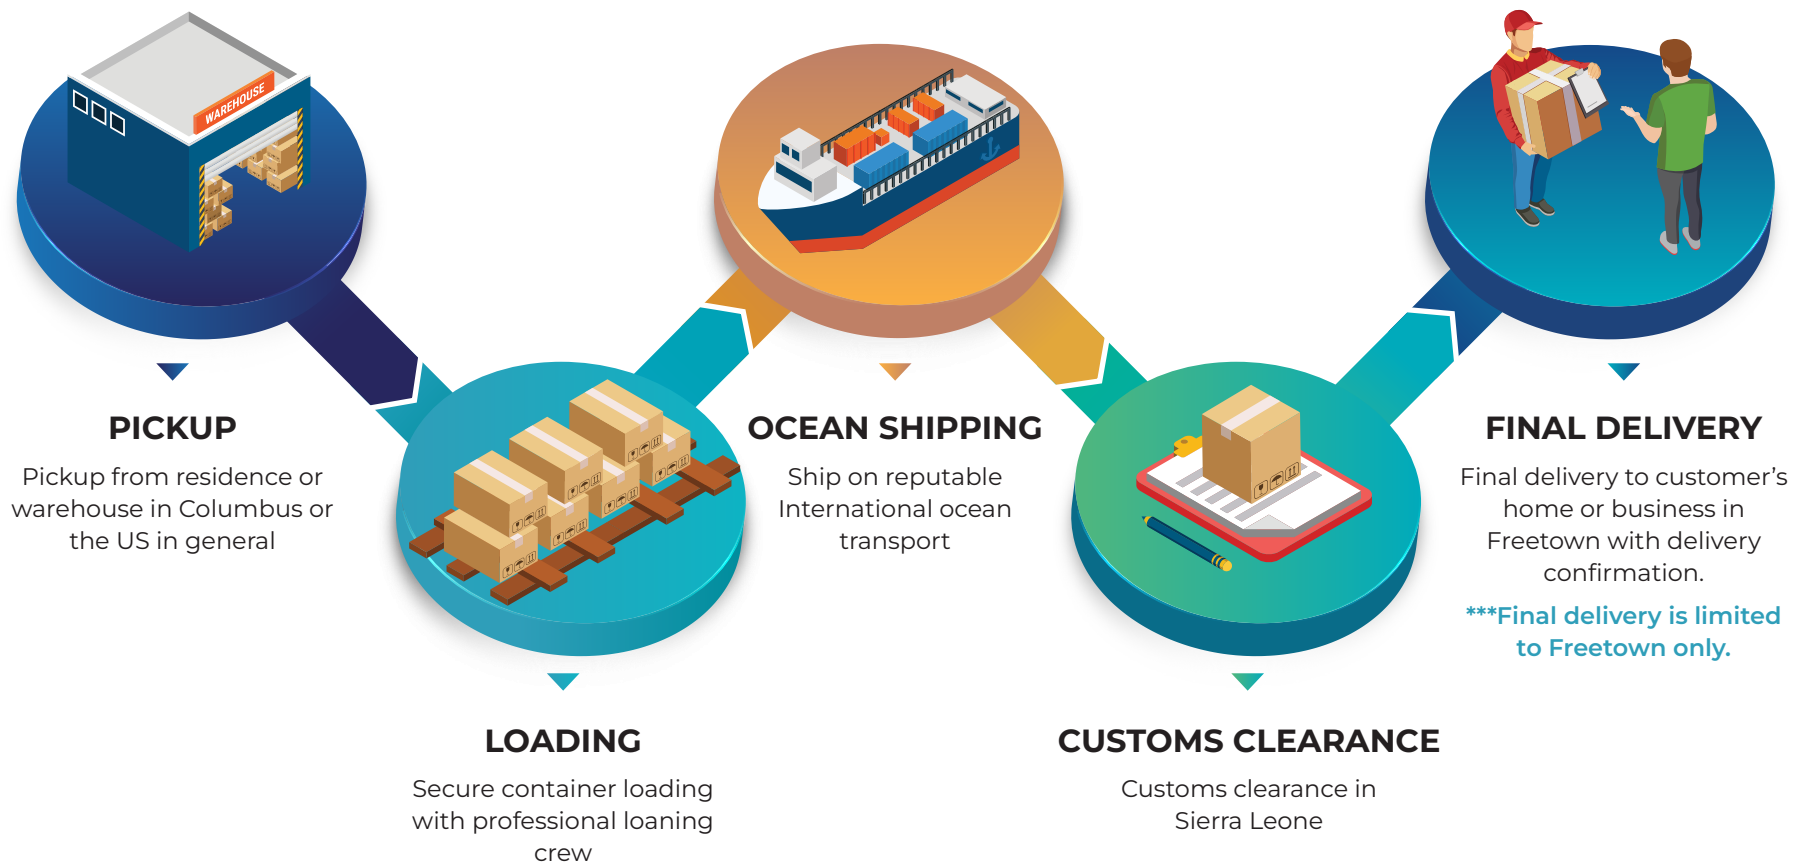 WAREHOUSE
PICKUP
Pickup from residence or
warehouse in Columbus or
the US in general
LOADING
Secure container loading
with professional loaning
crew
OCEAN SHIPPING
Ship on reputable
International ocean
transport
CUSTOMS CLEARANCE
Customs clearance in
Sierra Leone
FINAL DELIVERY
Final delivery to customer’s
home or business in
Freetown with delivery
confirmation.
***Final delivery is limited
to Freetown only.